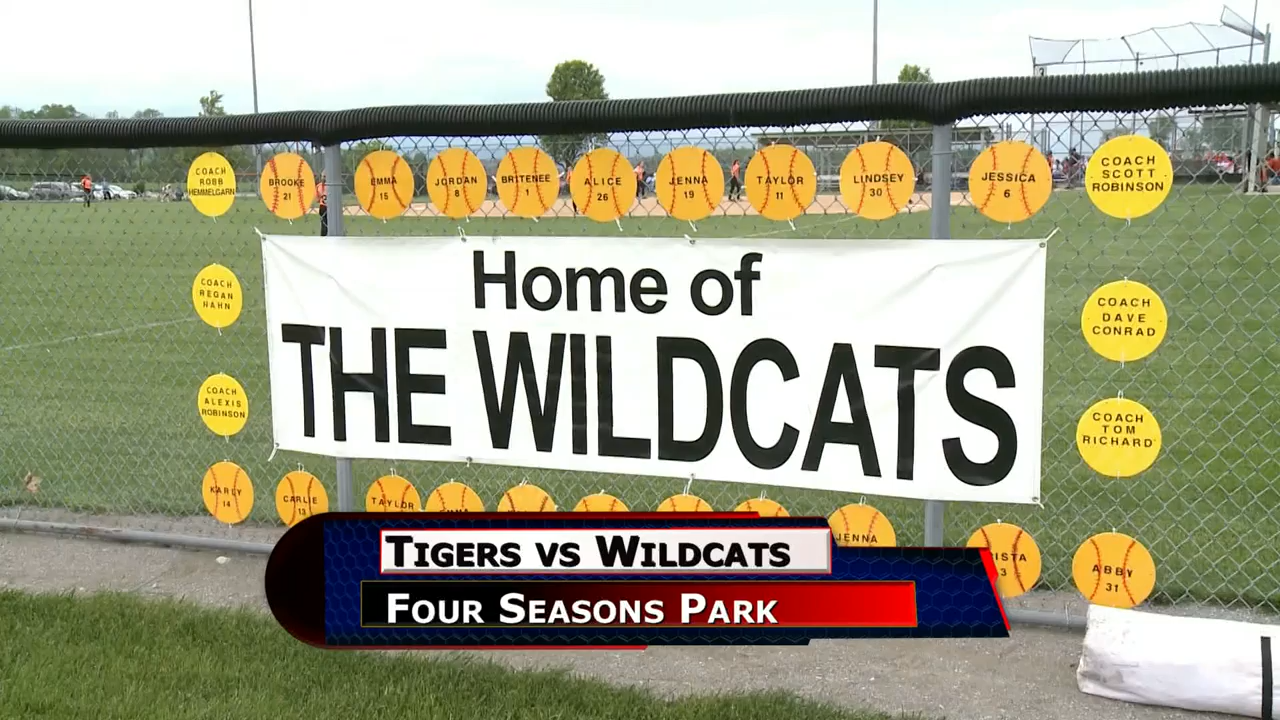 COACH
ROBB
HEMMELGARN
BROOKE
21
EMMA
15
JORDAN
8
BRITENEE
1
ALICE
26
JENNA
19
TAYLOR
11
LINDSEY
30
JESSICA
6
COACH
SCOTT
ROBINSON
COACH
REGAN
HAHN
Home of
THE WILDCATS
COACH
DAVE
CONRAD
COACH
ALEXIS
ROBINSON
COACH
TOM
RICHARD
KARLY
14
CARLIE
13
TAYLOR
JENNA
ISTA
3
ABBY
31
TIGERS VS WILDCATS
FOUR SEASONS PARK